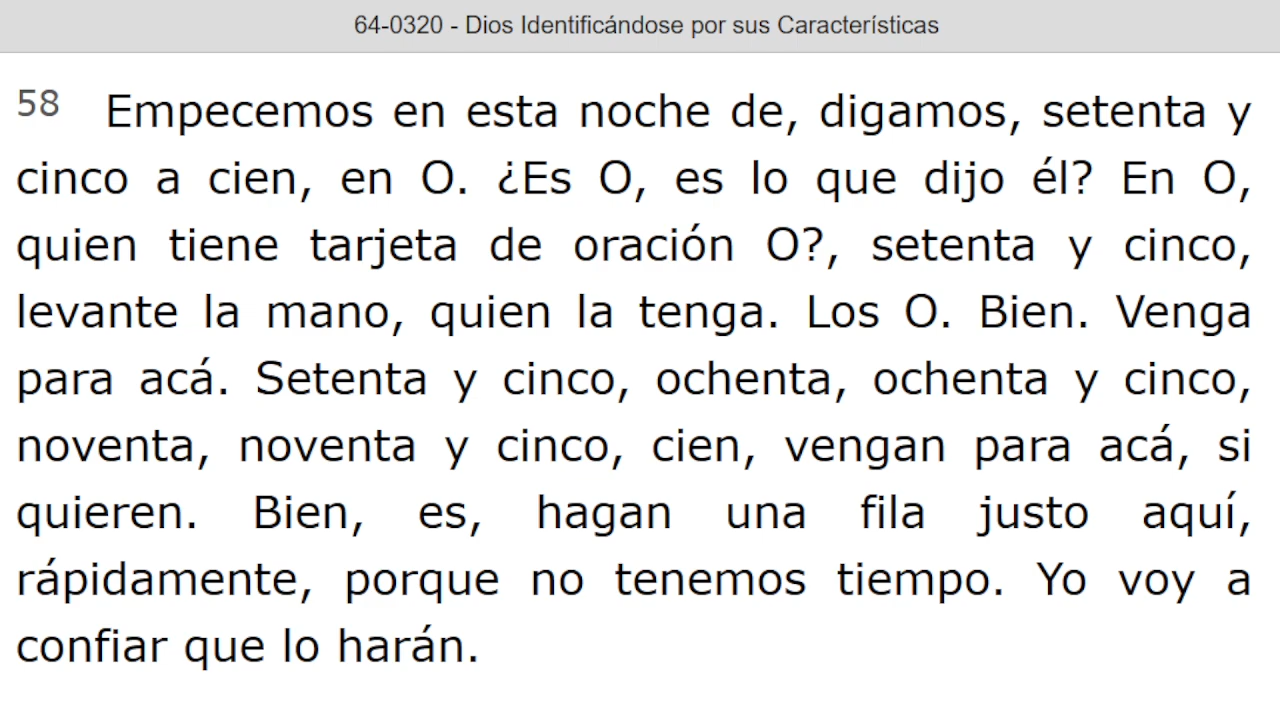 64-0320 - Dios Identificándose por sus Características
58 Empecemos en esta noche de, digamos, setenta y
cinco a cien, en O. ¿Es O, es lo que dijo él? En O,
quien tiene tarjeta de oración O?, setenta y cinco,
levante la mano, quien la tenga. Los O. Bien. Venga
para acá. Setenta y cinco, ochenta, ochenta y cinco,
noventa, noventa y cinco, cien, vengan para acá, si
quieren. Bien, es, hagan una fila justo aquí,
rápidamente, porque no tenemos tiempo. Yo voy a
confiar que lo harán.